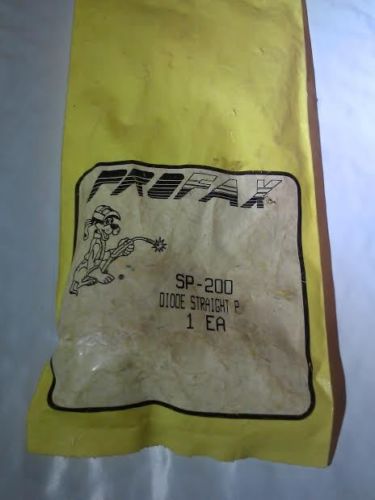 PROFAX
SP-200
DIODE STRAIGHT P
1 EA